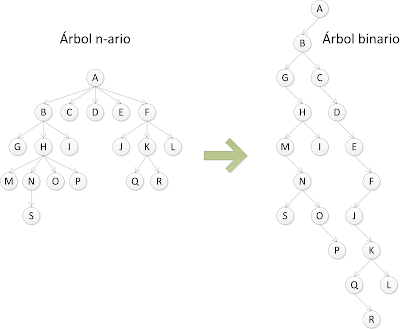 Árbol n-ario
A
B C D E F
G H I J K L
M N O P Q R
S
Árbol binario
A
B
G C
H D
M I E
N F
S O J
P K
Q L
R